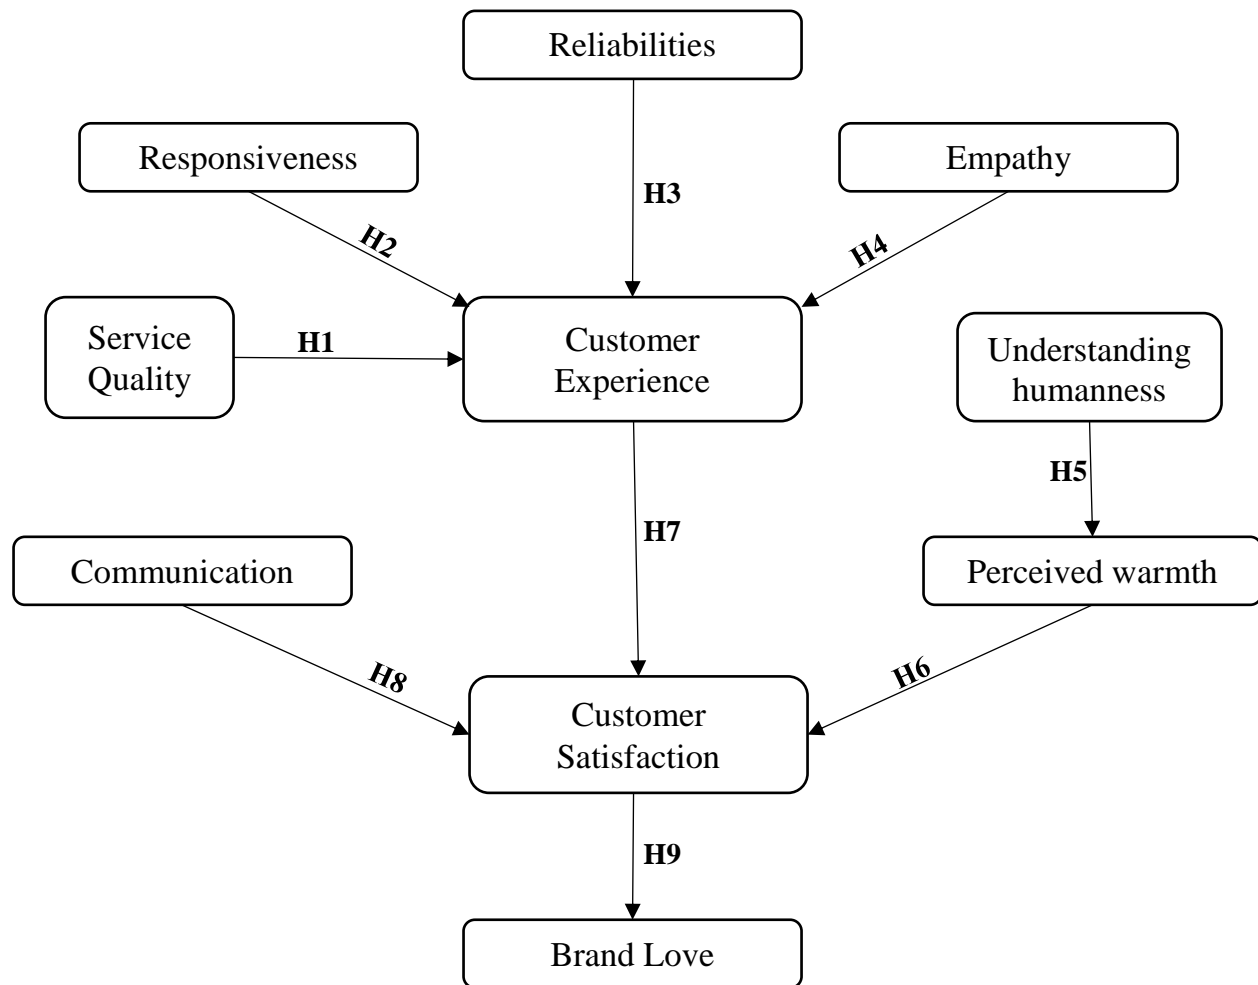 Reliabilities
Responsiveness
Empathy
H3
H2
H4
Service
Quality
H1
Customer
Experience
Understanding
humanness
H5
H7
Communication
Perceived warmth
H8
H6
Customer
Satisfaction
H9
Brand Love